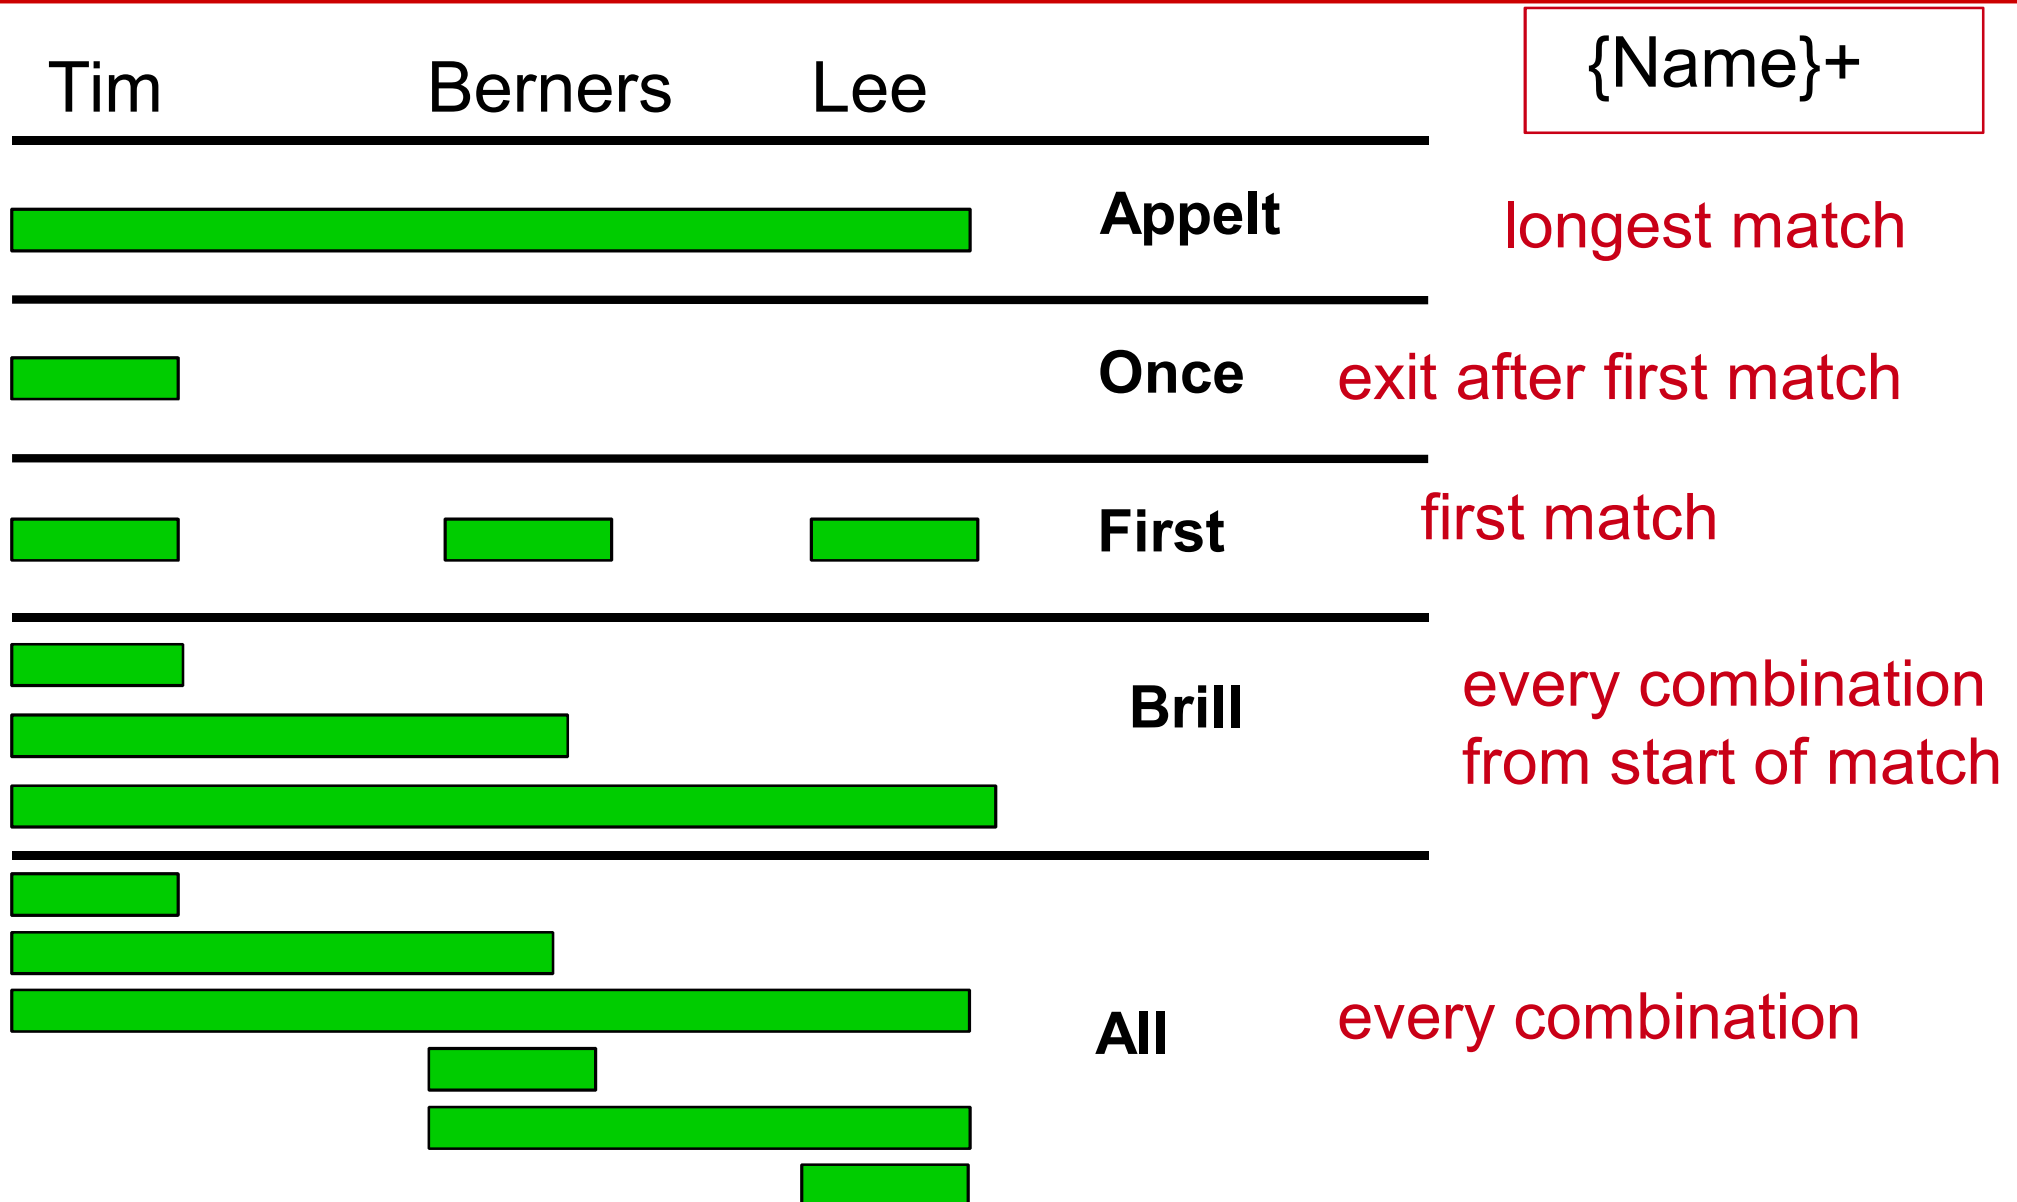 Tim Berners Lee {Name}+
Appelt longest match
Once exit after first match
First first match
Brill every combination
from start of match
All every combination